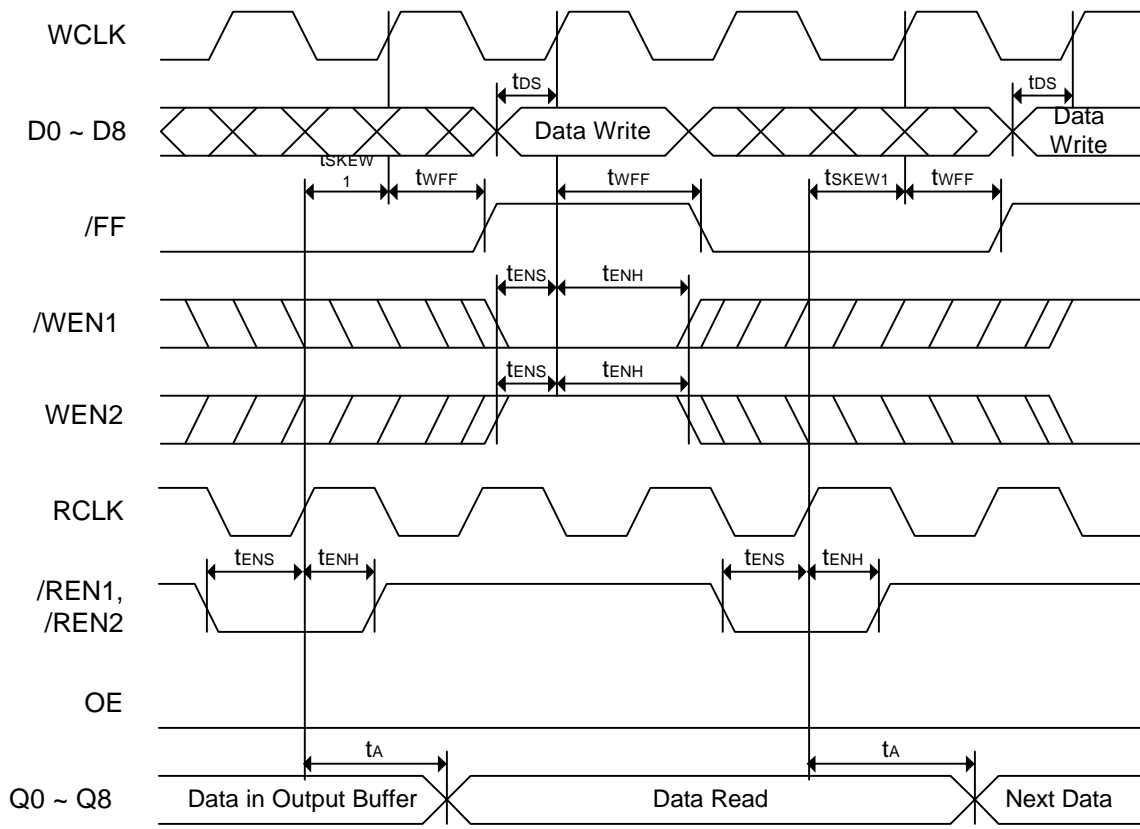 WCLK
tDS
tDS
D0 ~ D8
Data Write
Data
Write
tSKEW
1
tWFF
tWFF
tSKEW1
tWFF
/FF
tENS
tENH
/WEN1
tENS
tENH
WEN2
RCLK
tENS
tENH
tENS
tENH
/REN1,
/REN2
OE
tA
tA
Q0 ~ Q8
Data in Output Buffer
Data Read
Next Data